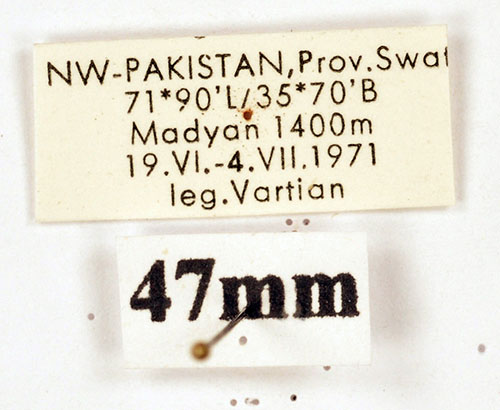 NW-PAKISTAN,Prov.Swat
71*90'L/35*70'B
Madyan 1400m
19.VI.-4.VII.1971
leg.Vartian
47mm